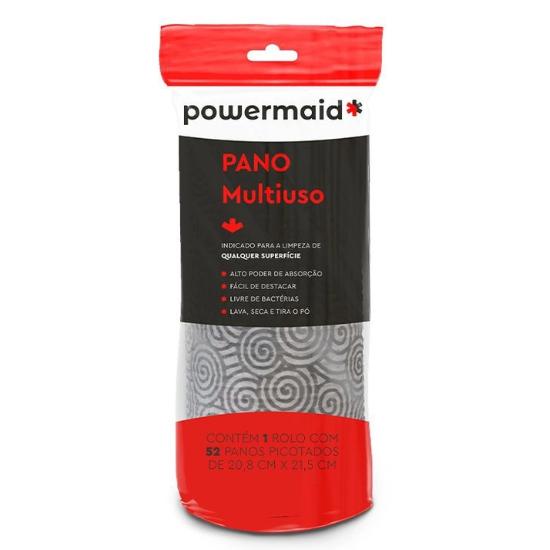 powermaid
PANO
Multiuso
INDICADO PARA A LIMPEZA DE
QUALQUER SUPERFÍCIE
ALTO PODER DE ABSORÇÃO
FÁCIL DE DESTACAR
LIVRE DE BACTÉRIAS
LAVA, SECA E TIRA O PÓ
CONTÉM 1 ROLO COM
52 PANOS PICOTADOS
DE 20,8 CM X 21,5 CM